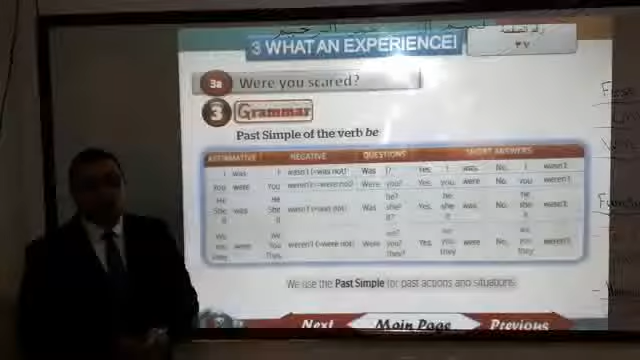 رقم الصفحة
٣٧
3 WHAT AN EXPERIENCE!
3a Were you scared?
3 Grammar
Past Simple of the verb be
AFFIRMATIVE NEGATIVE QUESTIONS SHORT ANSWERS
I was I wasn't (=was not) Was I? Yes, I was. No, I wasn't.
You were You weren't (=were not) Were you? Yes, you were No, you weren't.
He He he? he he
She was She wasn't (=was not) Was she? Yes, she was No, she wasn't.
It It it? it it
We we we? we we
You were You weren't (=were not) Were you? Yes, you were No, you weren't.
They They they? they they
We use the Past Simple for past actions and situations.
Next Main Page Previous